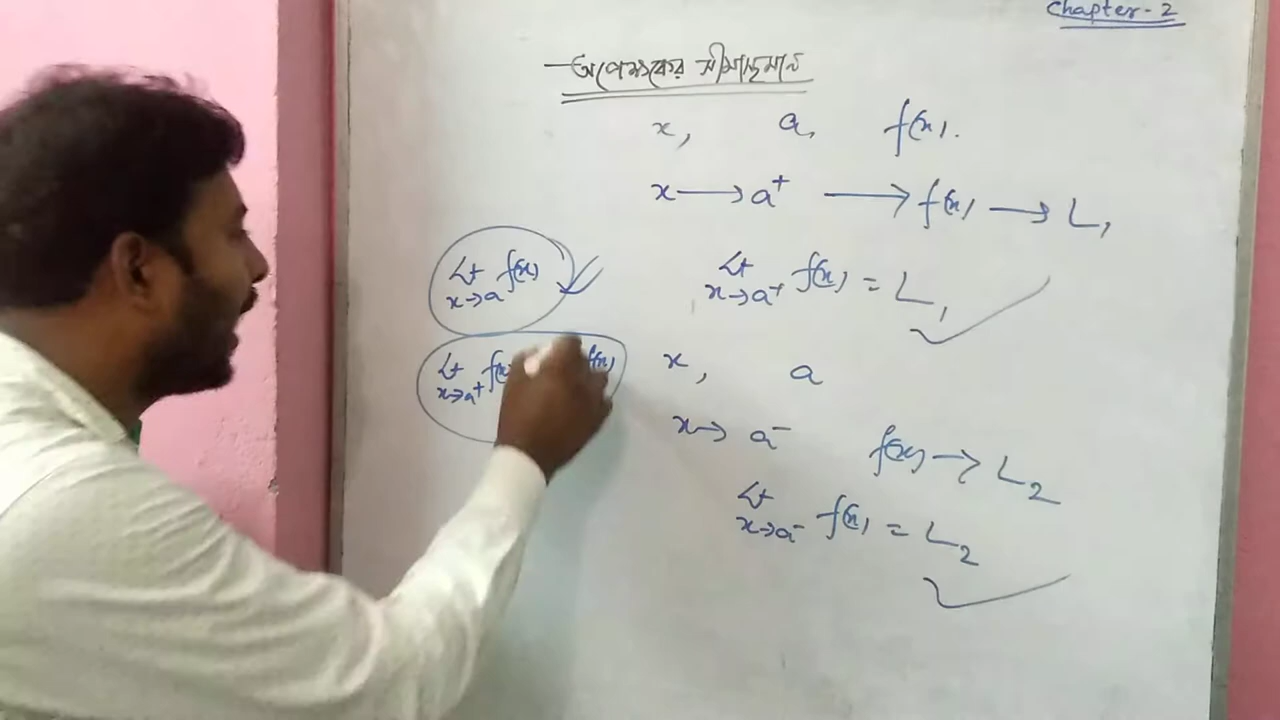 Chapter-2
অপেক্ষকের সীমাস্থমান
x, a, f(x).
x → a⁺ → f(x) → L₁
Lt x→a f(x)
Lt x→a⁺ f(x) = L₁
Lt x→a⁺ f(x) f(x)
x, a
x → a⁻ f(x) → L₂
Lt x→a⁻ f(x) = L₂